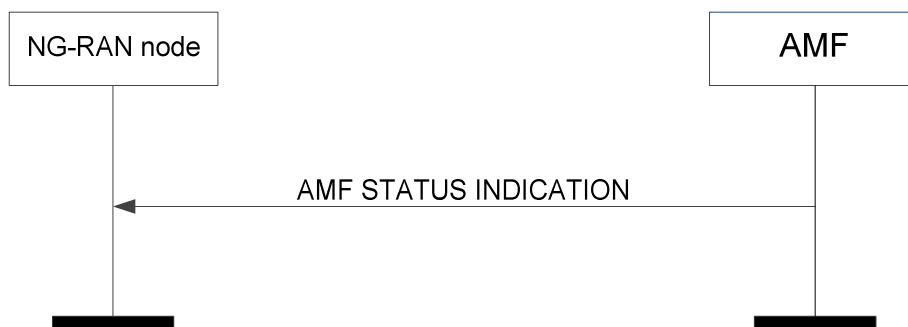 NG-RAN node
AMF
AMF STATUS INDICATION